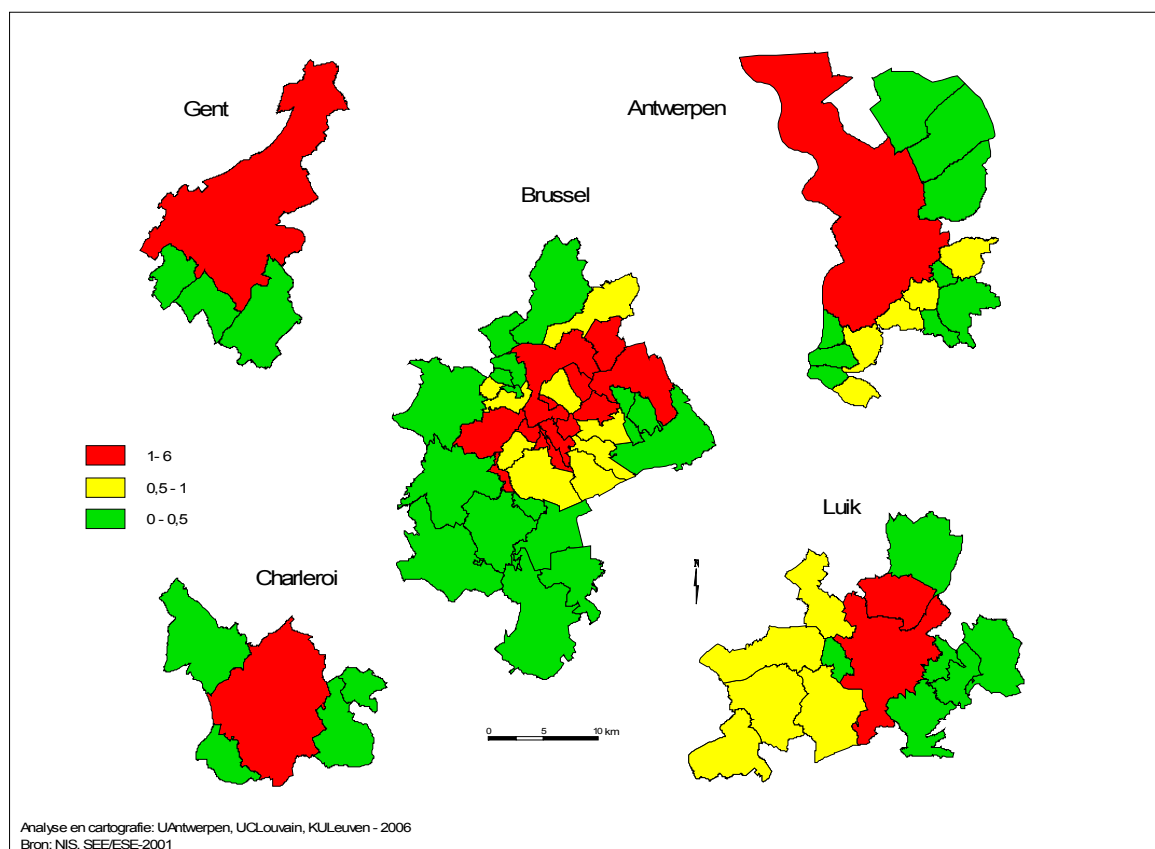 Gent
Antwerpen
Brussel
1- 6
0,5 - 1
0 - 0,5
Luik
Charleroi
N
0 5 10 km
Analyse en cartografie: UAntwerpen, UCLouvain, KULeuven - 2006
Bron: NIS, SEE/ESE-2001